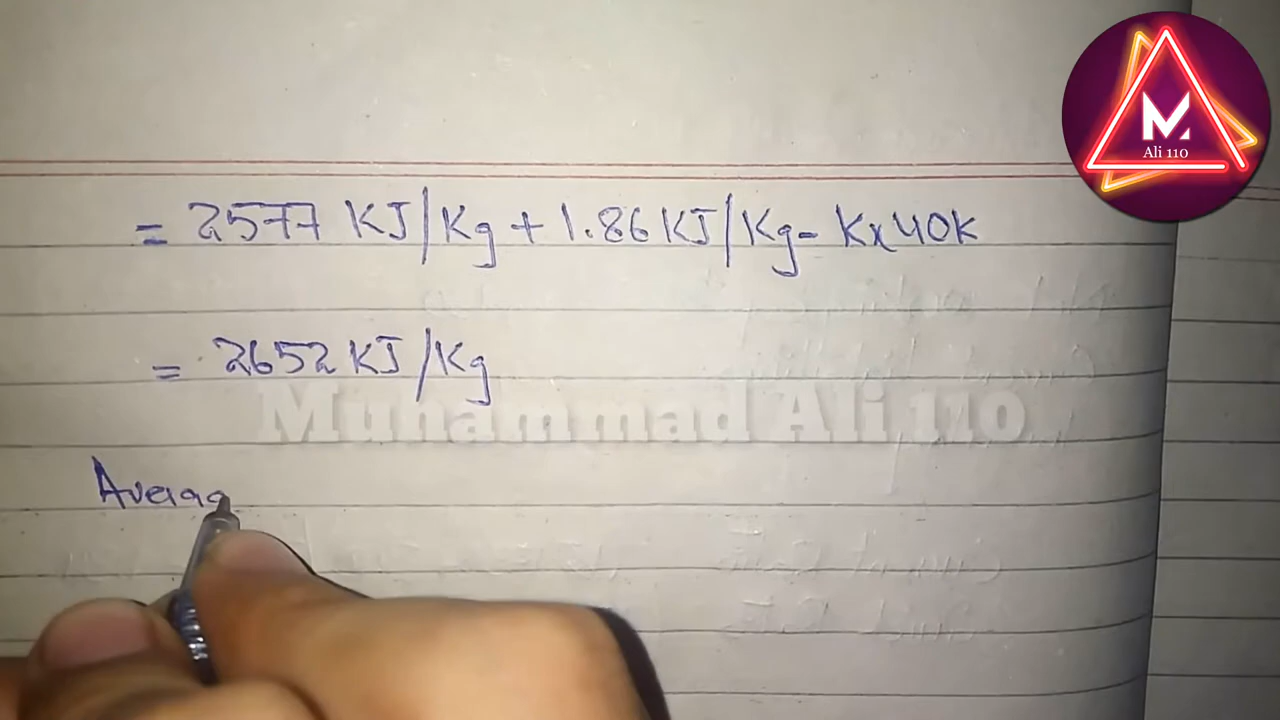 M
Ali 110
= 2577 KJ/Kg + 1.86 KJ/Kg - K x 40K
= 2652 KJ/Kg
Muhammad Ali 110
Averag